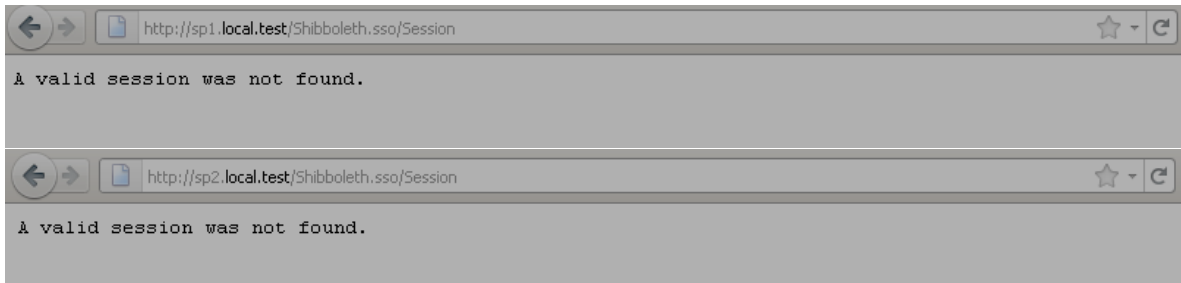 http://sp1.local.test/Shibboleth.sso/Session
A valid session was not found.
http://sp2.local.test/Shibboleth.sso/Session
A valid session was not found.